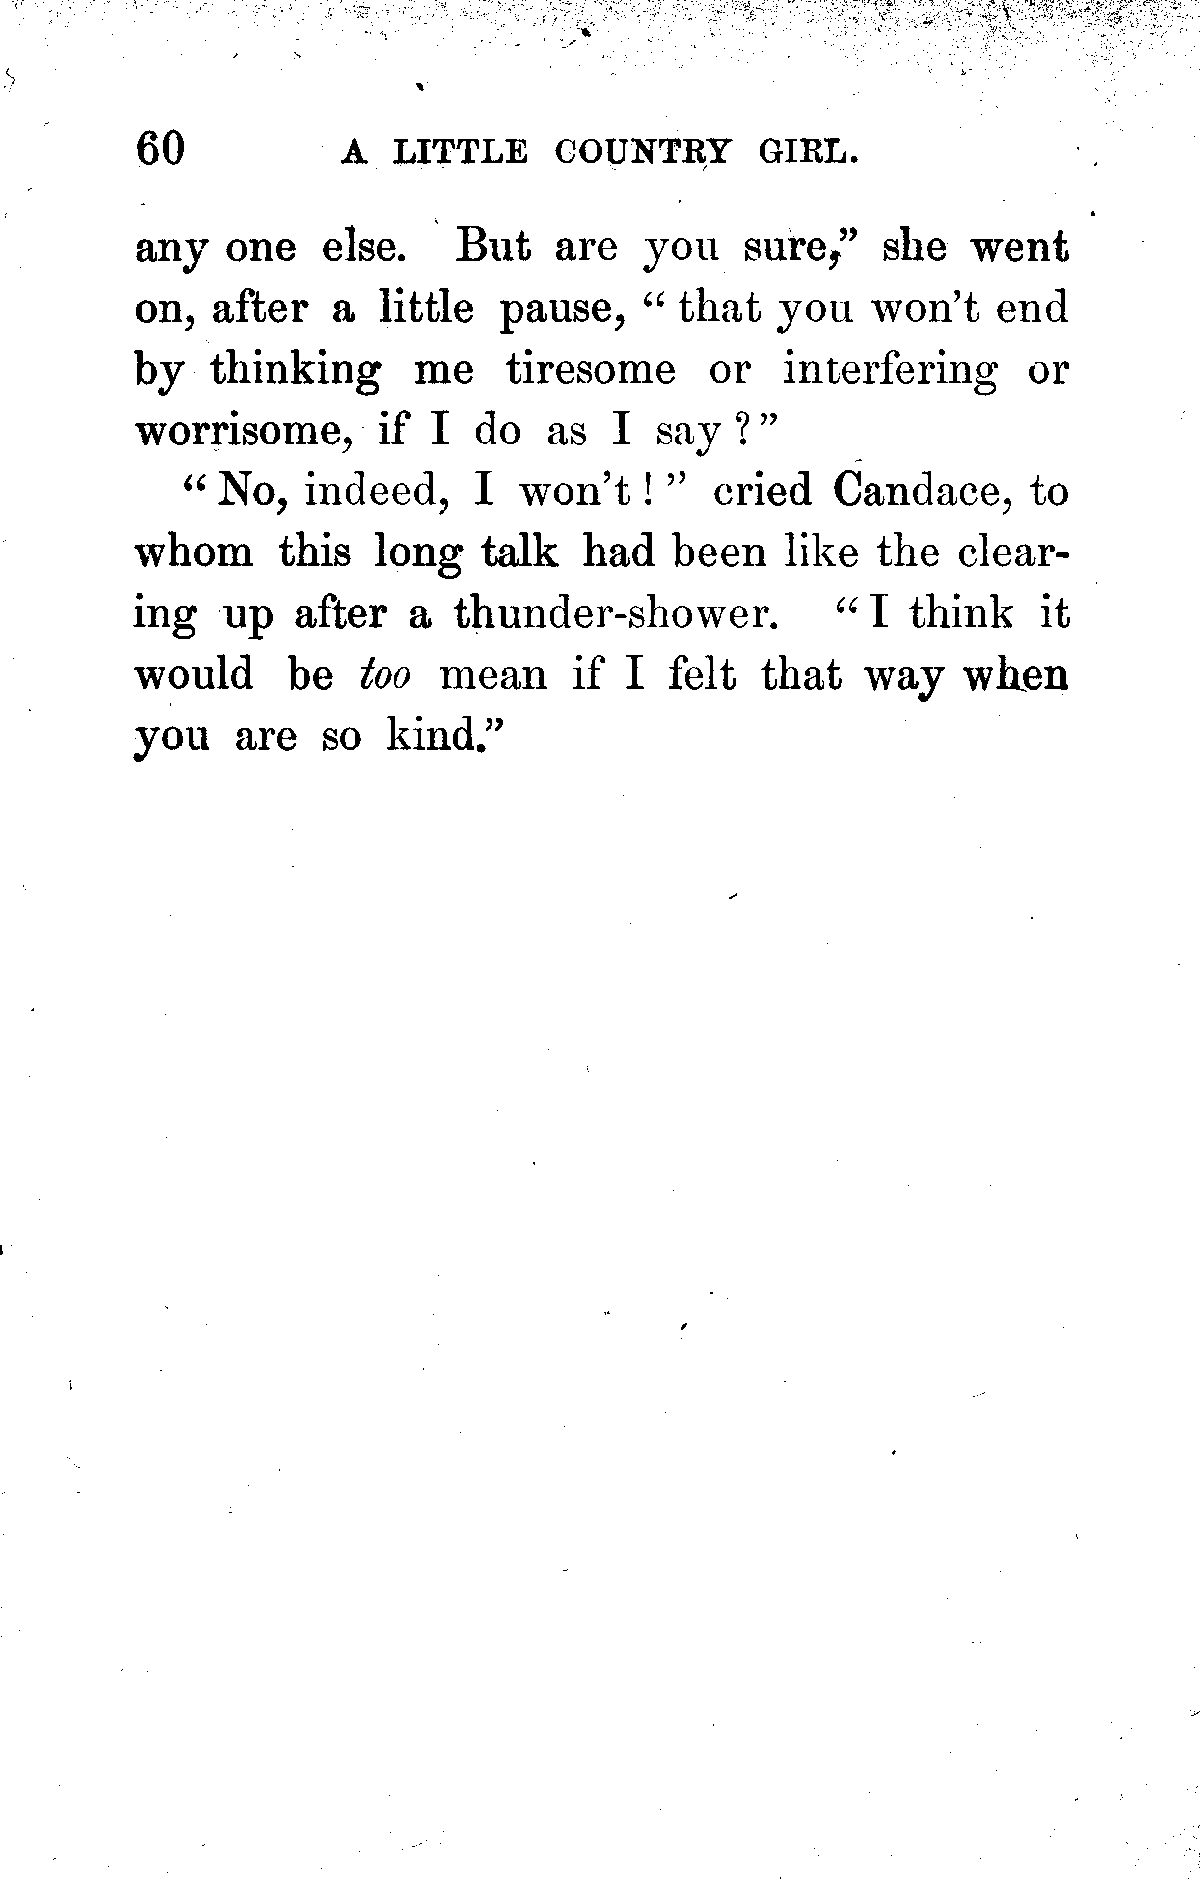 60 A LITTLE COUNTRY GIRL.
any one else. But are you sure,” she went
on, after a little pause, “ that you won’t end
by thinking me tiresome or interfering or
worrisome, if I do as I say ? ”
“ No, indeed, I won’t ! ” cried Candace, to
whom this long talk had been like the clear-
ing up after a thunder-shower. “ I think it
would be too mean if I felt that way when
you are so kind.”